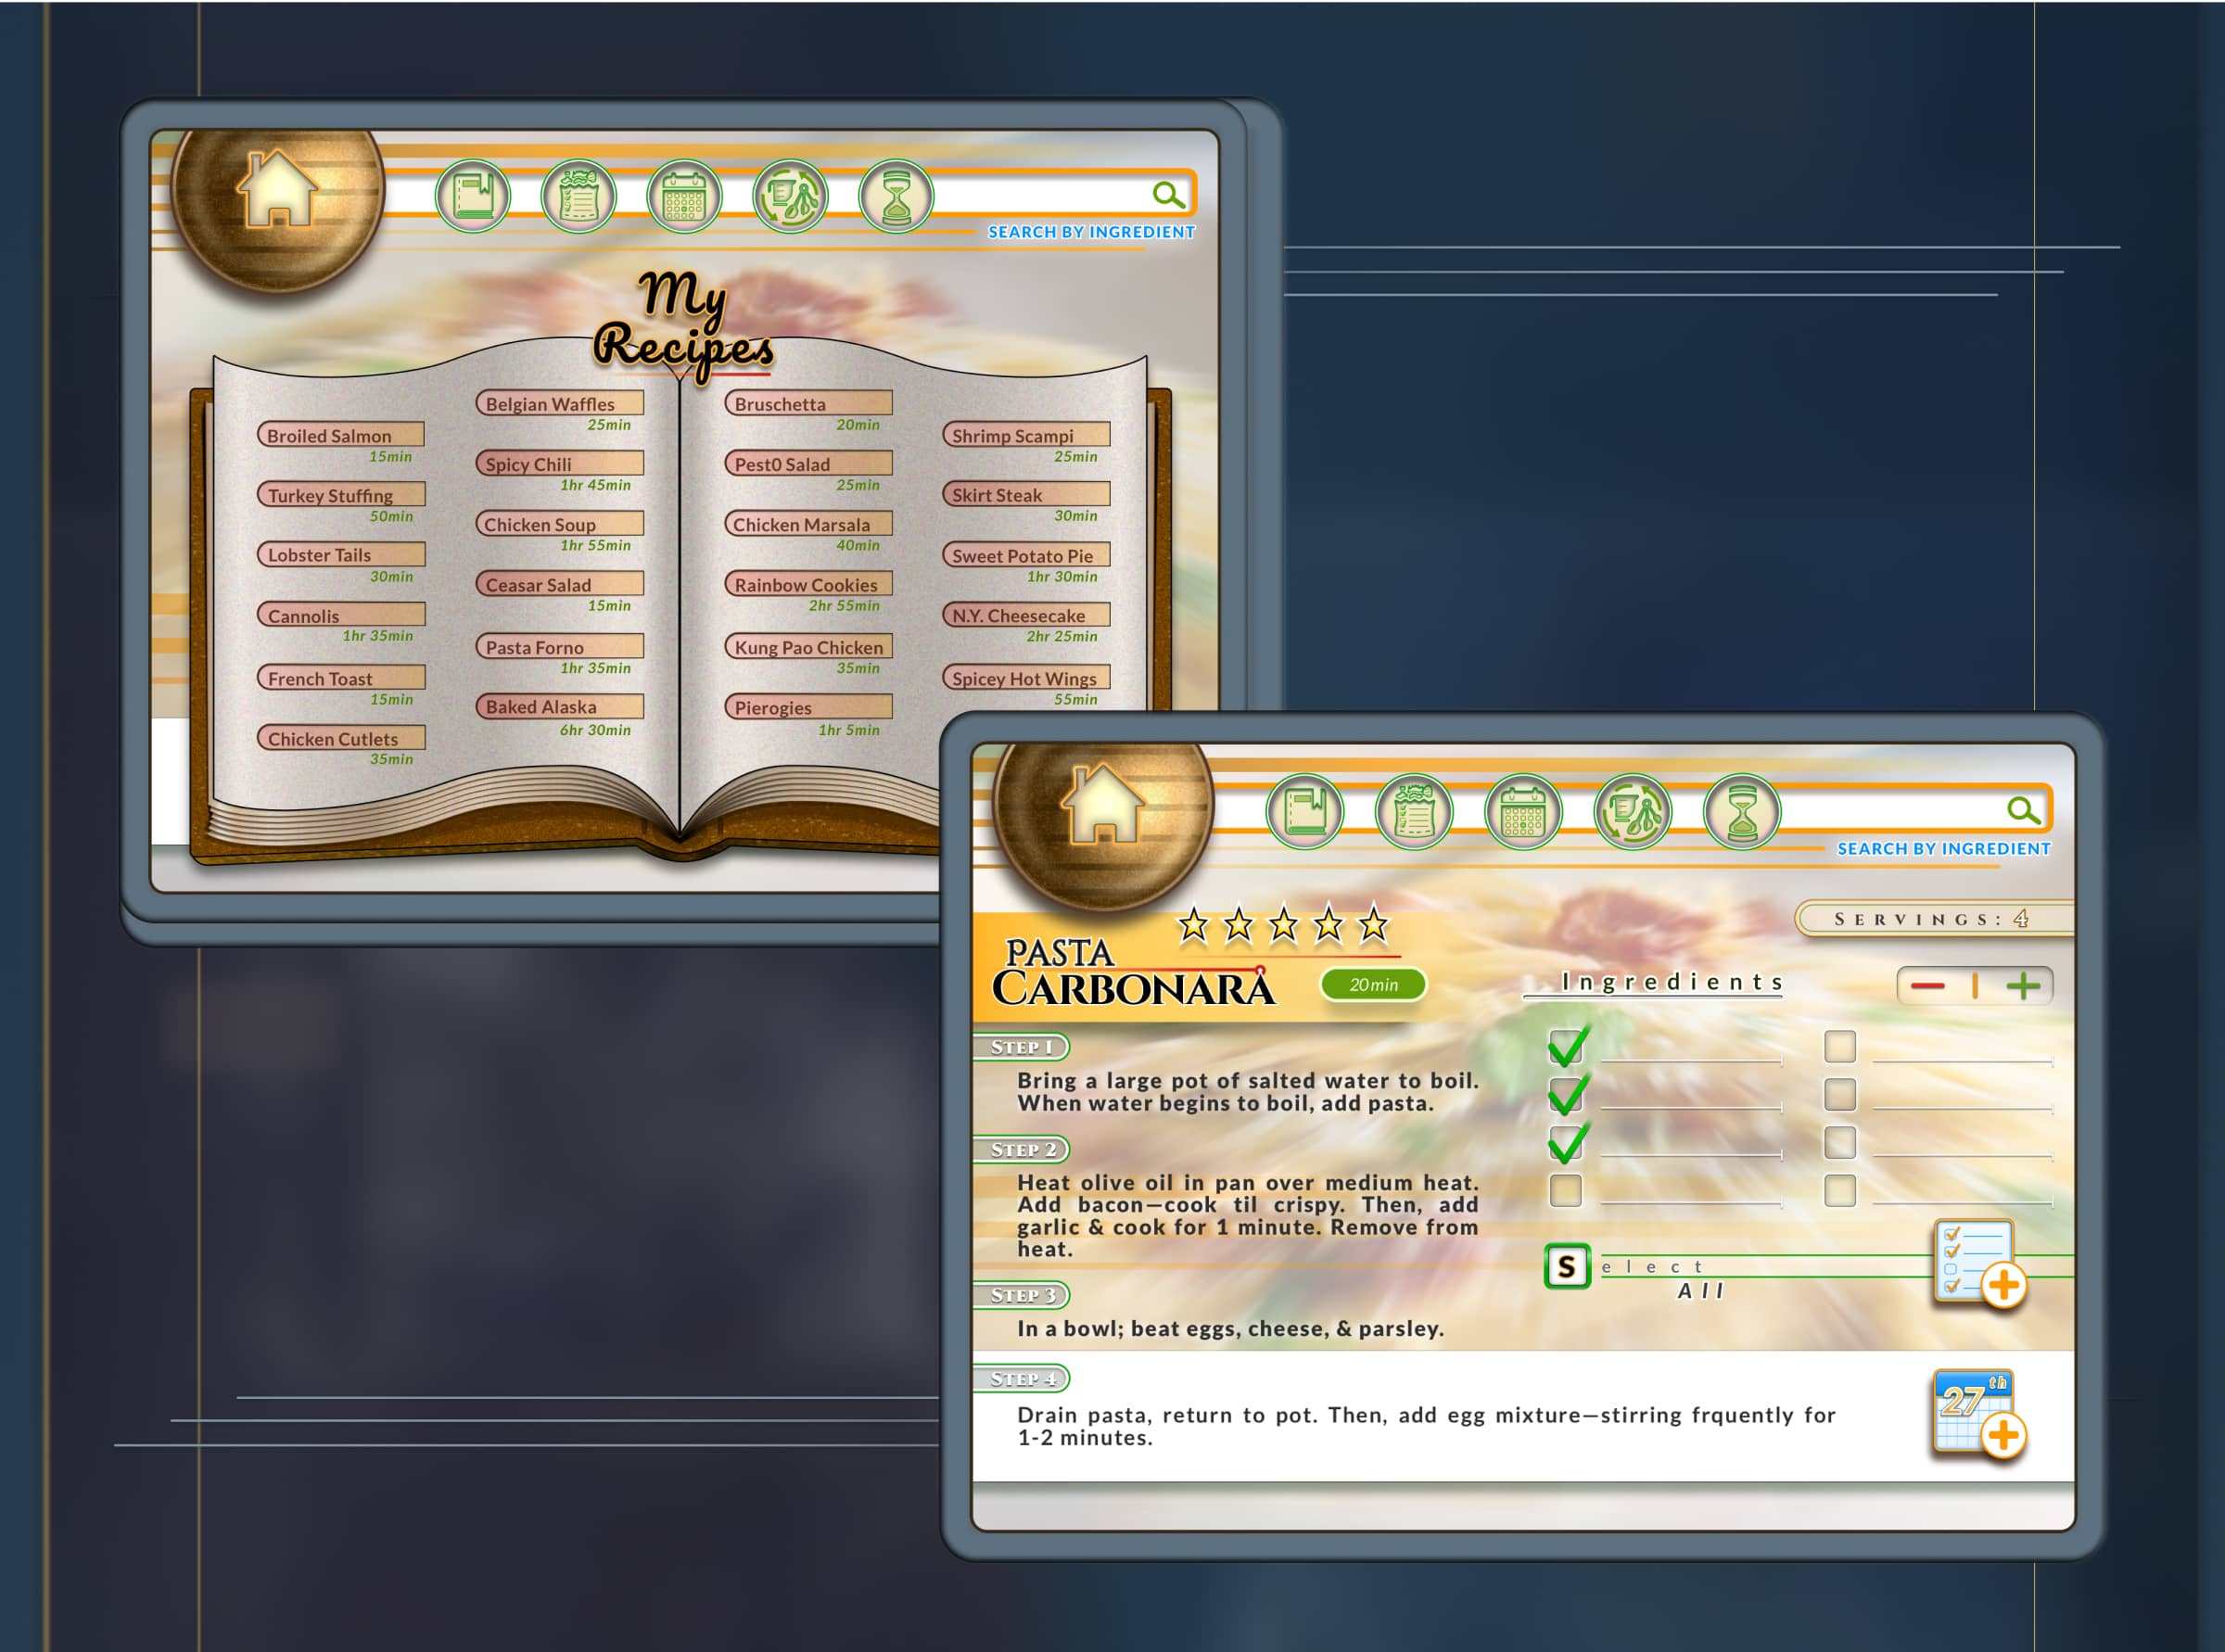 SEARCH BY INGREDIENT
My
Recipes
Broiled Salmon
15min
Turkey Stuffing
50min
Lobster Tails
30min
Cannolis
1hr 35min
French Toast
15min
Chicken Cutlets
35min
Belgian Waffles
25min
Spicy Chili
1hr 45min
Chicken Soup
1hr 55min
Ceasar Salad
15min
Pasta Forno
1hr 35min
Baked Alaska
6hr 30min
Bruschetta
20min
Pest0 Salad
25min
Chicken Marsala
40min
Rainbow Cookies
2hr 55min
Kung Pao Chicken
35min
Pierogies
1hr 5min
Shrimp Scampi
25min
Skirt Steak
30min
Sweet Potato Pie
1hr 30min
N.Y. Cheesecake
2hr 25min
Spicey Hot Wings
55min
SEARCH BY INGREDIENT
SERVINGS: 4
PASTA
CARBONARA
20min
STEP 1
Bring a large pot of salted water to boil.
When water begins to boil, add pasta.
STEP 2
Heat olive oil in pan over medium heat.
Add bacon—cook til crispy. Then, add
garlic & cook for 1 minute. Remove from
heat.
STEP 3
In a bowl; beat eggs, cheese, & parsley.
STEP 4
Drain pasta, return to pot. Then, add egg mixture—stirring frquently for
1-2 minutes.
Ingredients
Select
All
27th